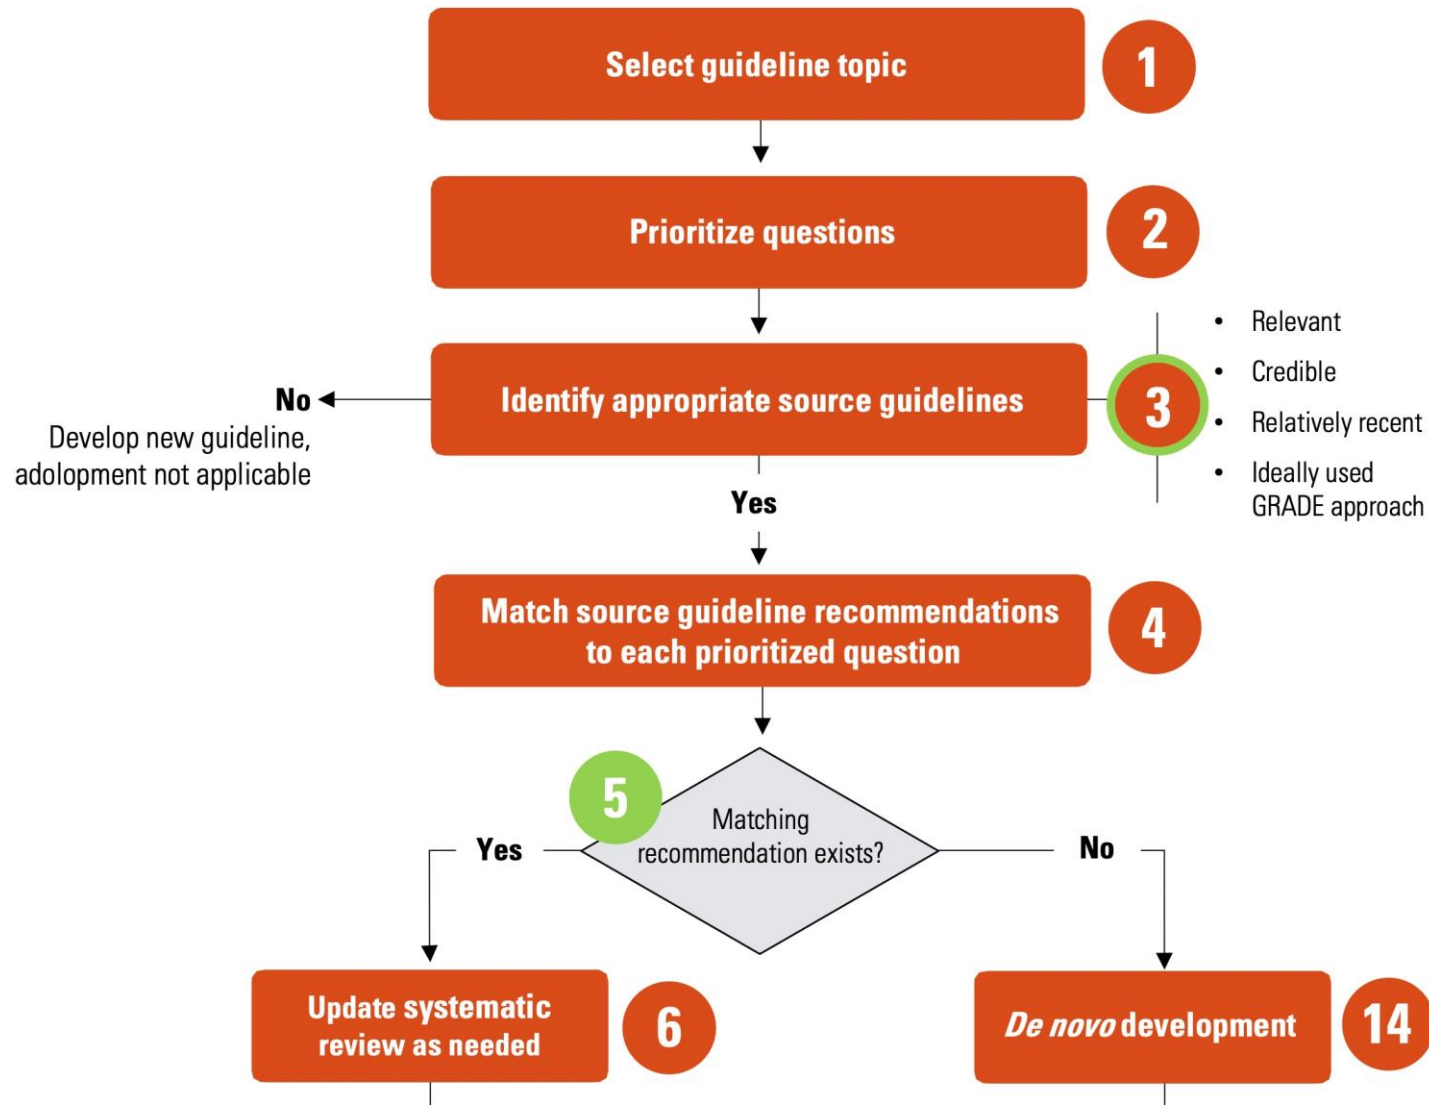 Select guideline topic
1
Prioritize questions
2
Identify appropriate source guidelines
3
• Relevant
• Credible
• Relatively recent
• Ideally used
GRADE approach
No
Develop new guideline,
adolopment not applicable
Yes
Match source guideline recommendations
to each prioritized question
4
5
Matching
recommendation exists?
Yes
No
Update systematic
review as needed
6
De novo development
14